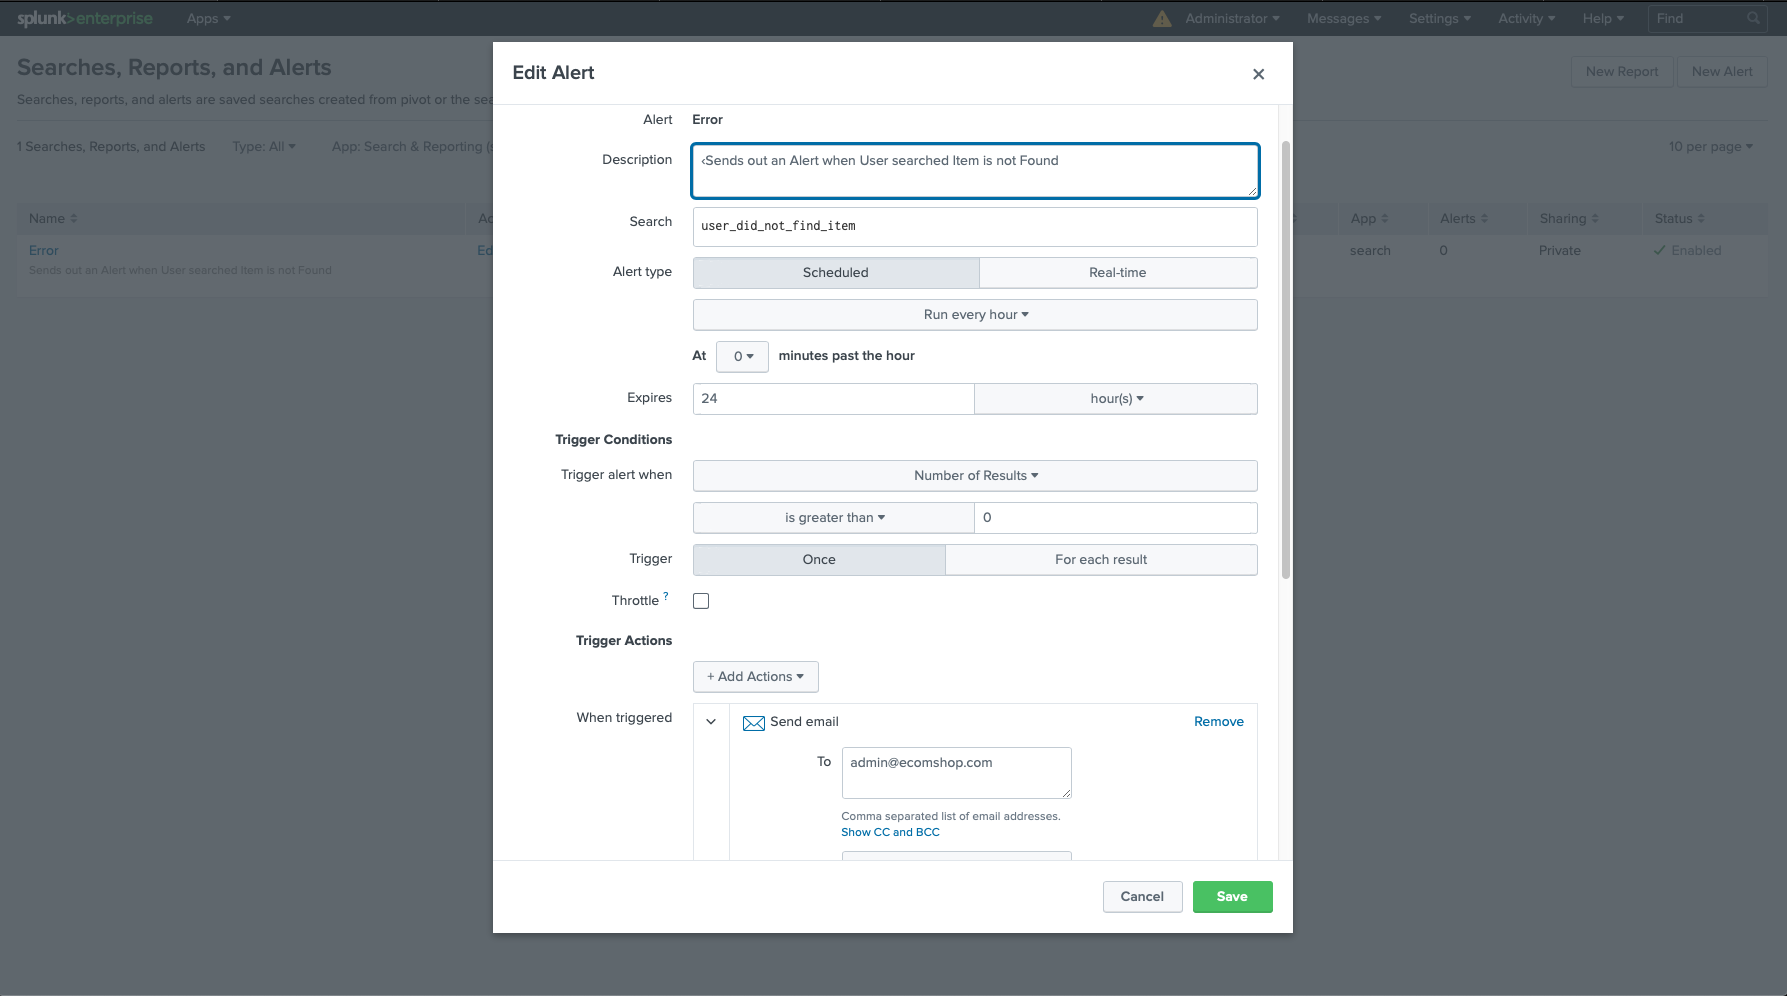 splunk>enterprise Apps Administrator Messages Settings Activity Help Find
Searches, Reports, and Alerts
New Report New Alert
Searches, reports, and alerts are saved searches created from pivot or the
1 Searches, Reports, and Alerts Type: All App: Search & Reporting 10 per page
Name App Alerts Sharing Status
Error search 0 Private Enabled
Sends out an Alert when User searched Item is not Found
Edit Alert
Alert Error
Description ‹Sends out an Alert when User searched Item is not Found
Search user_did_not_find_item
Alert type Scheduled Real-time
Run every hour
At 0 minutes past the hour
Expires 24 hour(s)
Trigger Conditions
Trigger alert when Number of Results
is greater than 0
Trigger Once For each result
Throttle ?
Trigger Actions
+ Add Actions
When triggered Send email Remove
To admin@ecomshop.com
Comma separated list of email addresses.
Show CC and BCC
Cancel Save